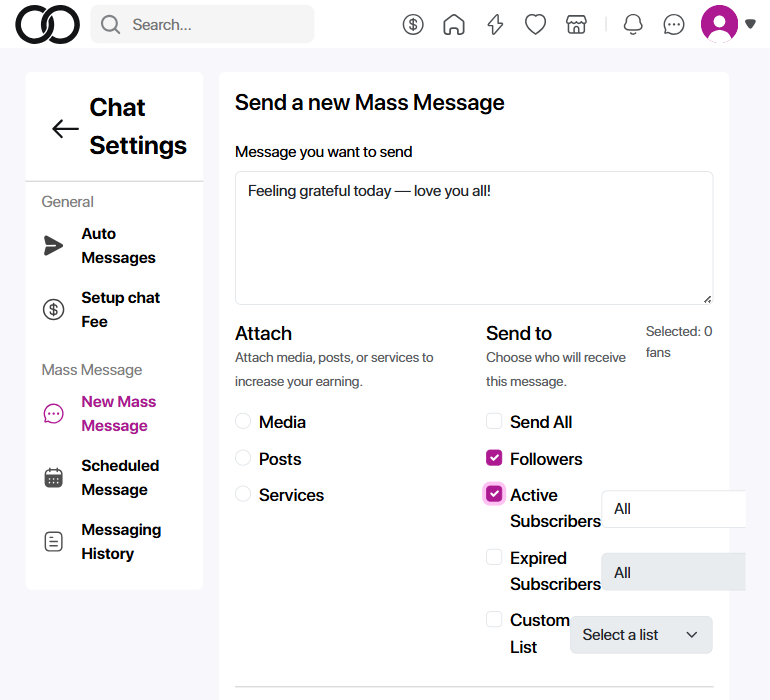 Search...
Chat
Settings
General
Auto
Messages
Setup chat
Fee
Mass Message
New Mass
Message
Scheduled
Message
Messaging
History
Send a new Mass Message
Message you want to send
Feeling grateful today — love you all!
Attach
Attach media, posts, or services to
increase your earning.
Media
Posts
Services
Send to
Choose who will receive
this message.
Selected: 0
fans
Send All
Followers
Active
Subscribers
All
Expired
Subscribers
All
Custom
List
Select a list